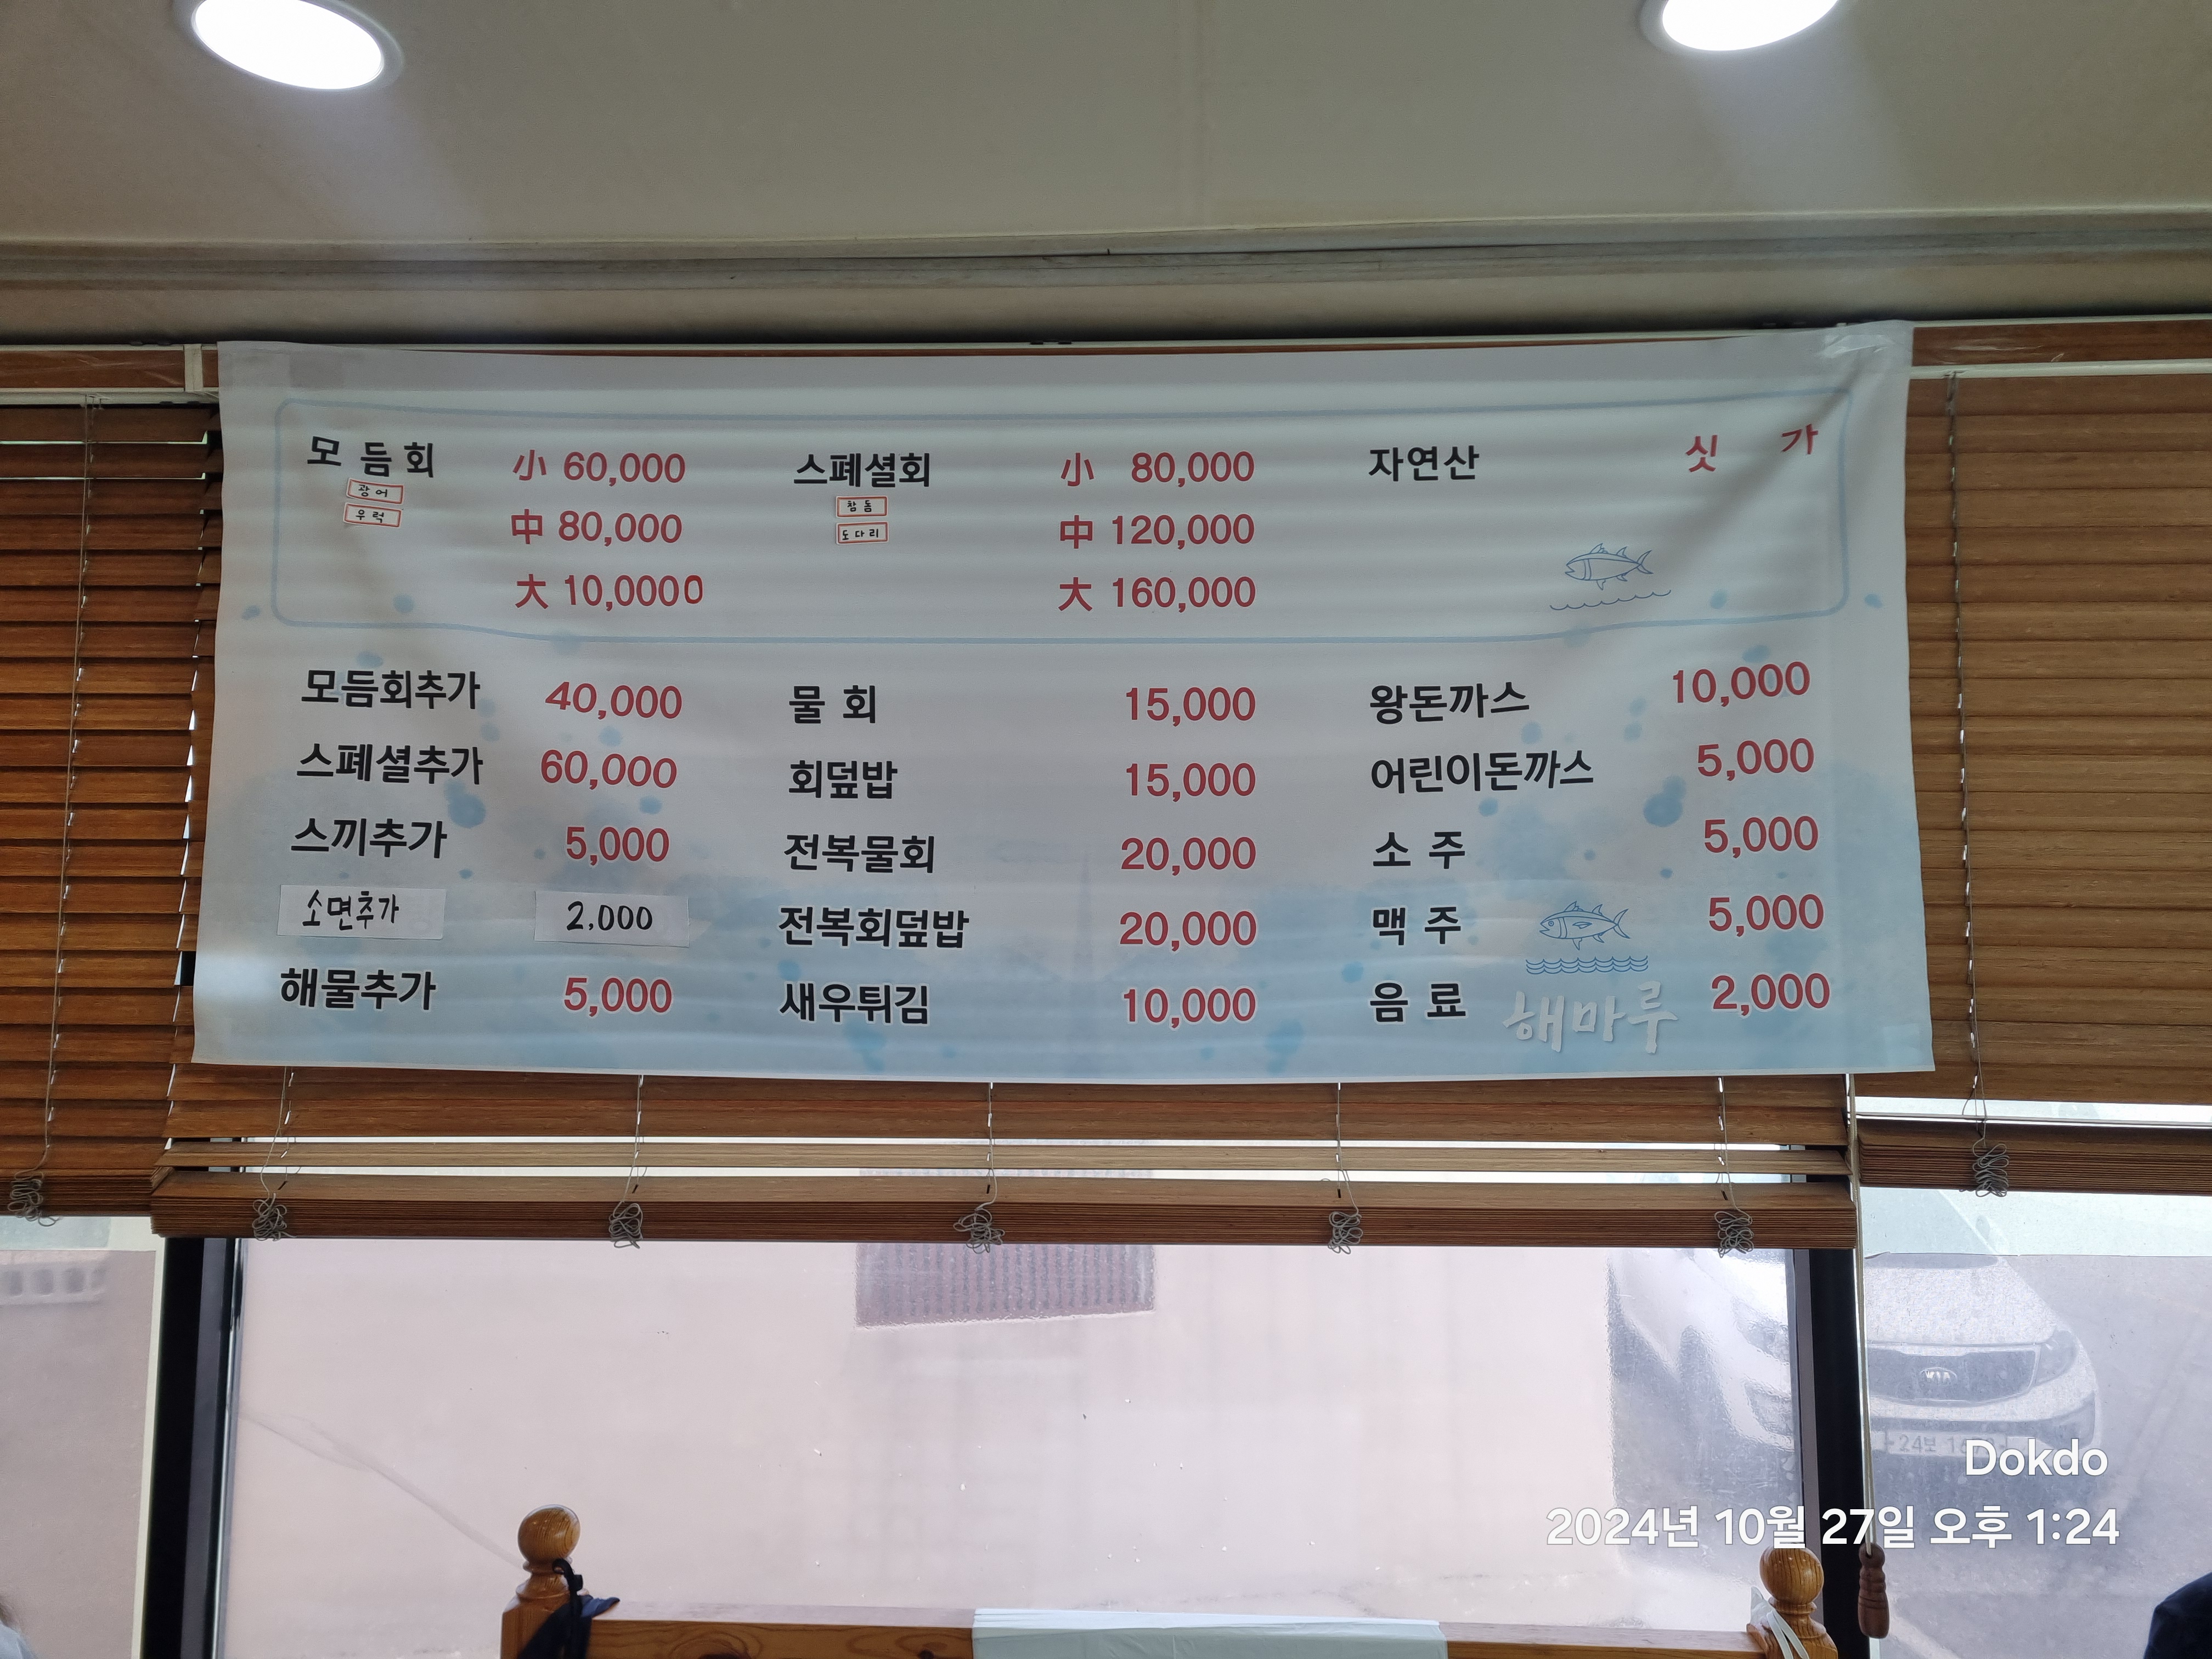 모 듬 회 小 60,000 스페셜회 小 80,000 자연산 싯 가
광어 참돔
우럭 中 80,000 도다리 中 120,000
大 10,0000 大 160,000
모듬회추가 40,000 물 회 15,000 왕돈까스 10,000
스페셜추가 60,000 회덮밥 15,000 어린이돈까스 5,000
스끼추가 5,000 전복물회 20,000 소 주 5,000
소면추가 2,000 전복회덮밥 20,000 맥 주 5,000
해물추가 5,000 새우튀김 10,000 음 료 2,000
해마루
KIA
Dokdo
2024년 10월 27일 오후 1:24